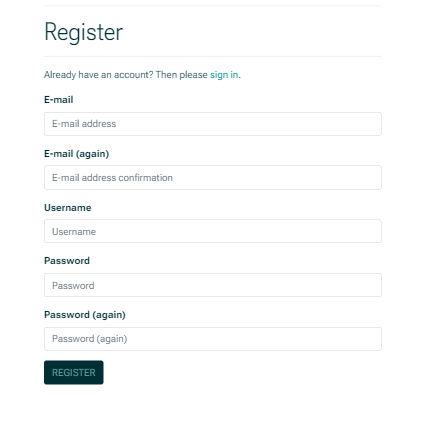 Register
Already have an account? Then please sign in.
E-mail
E-mail address
E-mail (again)
E-mail address confirmation
Username
Username
Password
Password
Password (again)
Password (again)
REGISTER